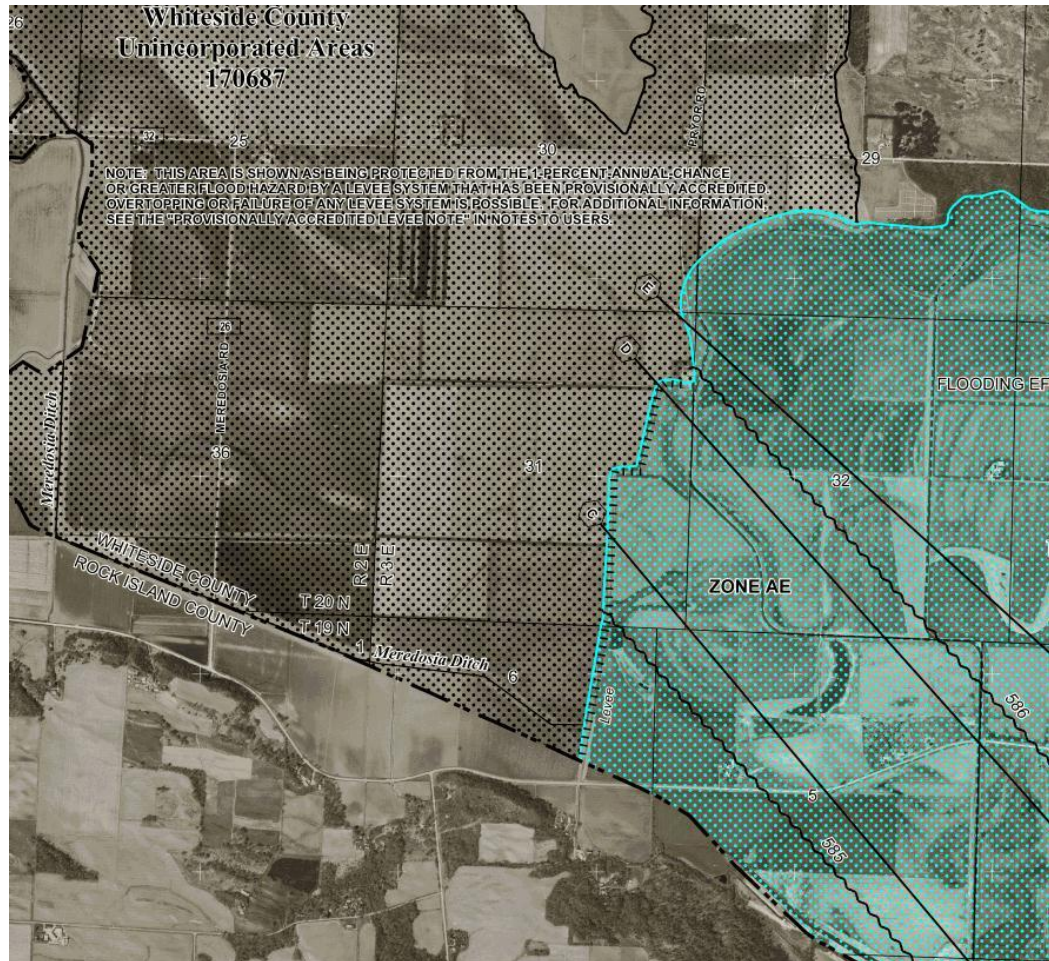 26
Whiteside County
Unincorporated Areas
170687
PRYOR RD
32
25
30
29
NOTE: THIS AREA IS SHOWN AS BEING PROTECTED FROM THE 1-PERCENT-ANNUAL-CHANCE
OR GREATER FLOOD HAZARD BY A LEVEE SYSTEM THAT HAS BEEN PROVISIONALLY ACCREDITED.
OVERTOPPING OR FAILURE OF ANY LEVEE SYSTEM IS POSSIBLE. FOR ADDITIONAL INFORMATION,
SEE THE "PROVISIONALLY ACCREDITED LEVEE NOTE" IN NOTES TO USERS.
E
D
MEREDOSIA RD
FLOODING EF
Meredosia Ditch
36
31
32
C
WHITESIDE COUNTY
ROCK ISLAND COUNTY
R 2 E
R 3 E
ZONE AE
T 20 N
T 19 N
1
Meredosia Ditch
6
Levee
586
5
585